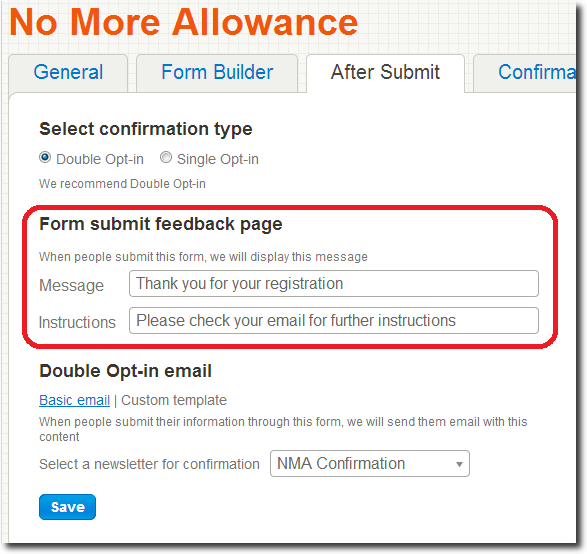 No More Allowance
General Form Builder After Submit Confirma
Select confirmation type
Double Opt-in Single Opt-in
We recommend Double Opt-in
Form submit feedback page
When people submit this form, we will display this message
Message Thank you for your registration
Instructions Please check your email for further instructions
Double Opt-in email
Basic email | Custom template
When people submit their information through this form, we will send them email with this
content
Select a newsletter for confirmation NMA Confirmation
Save